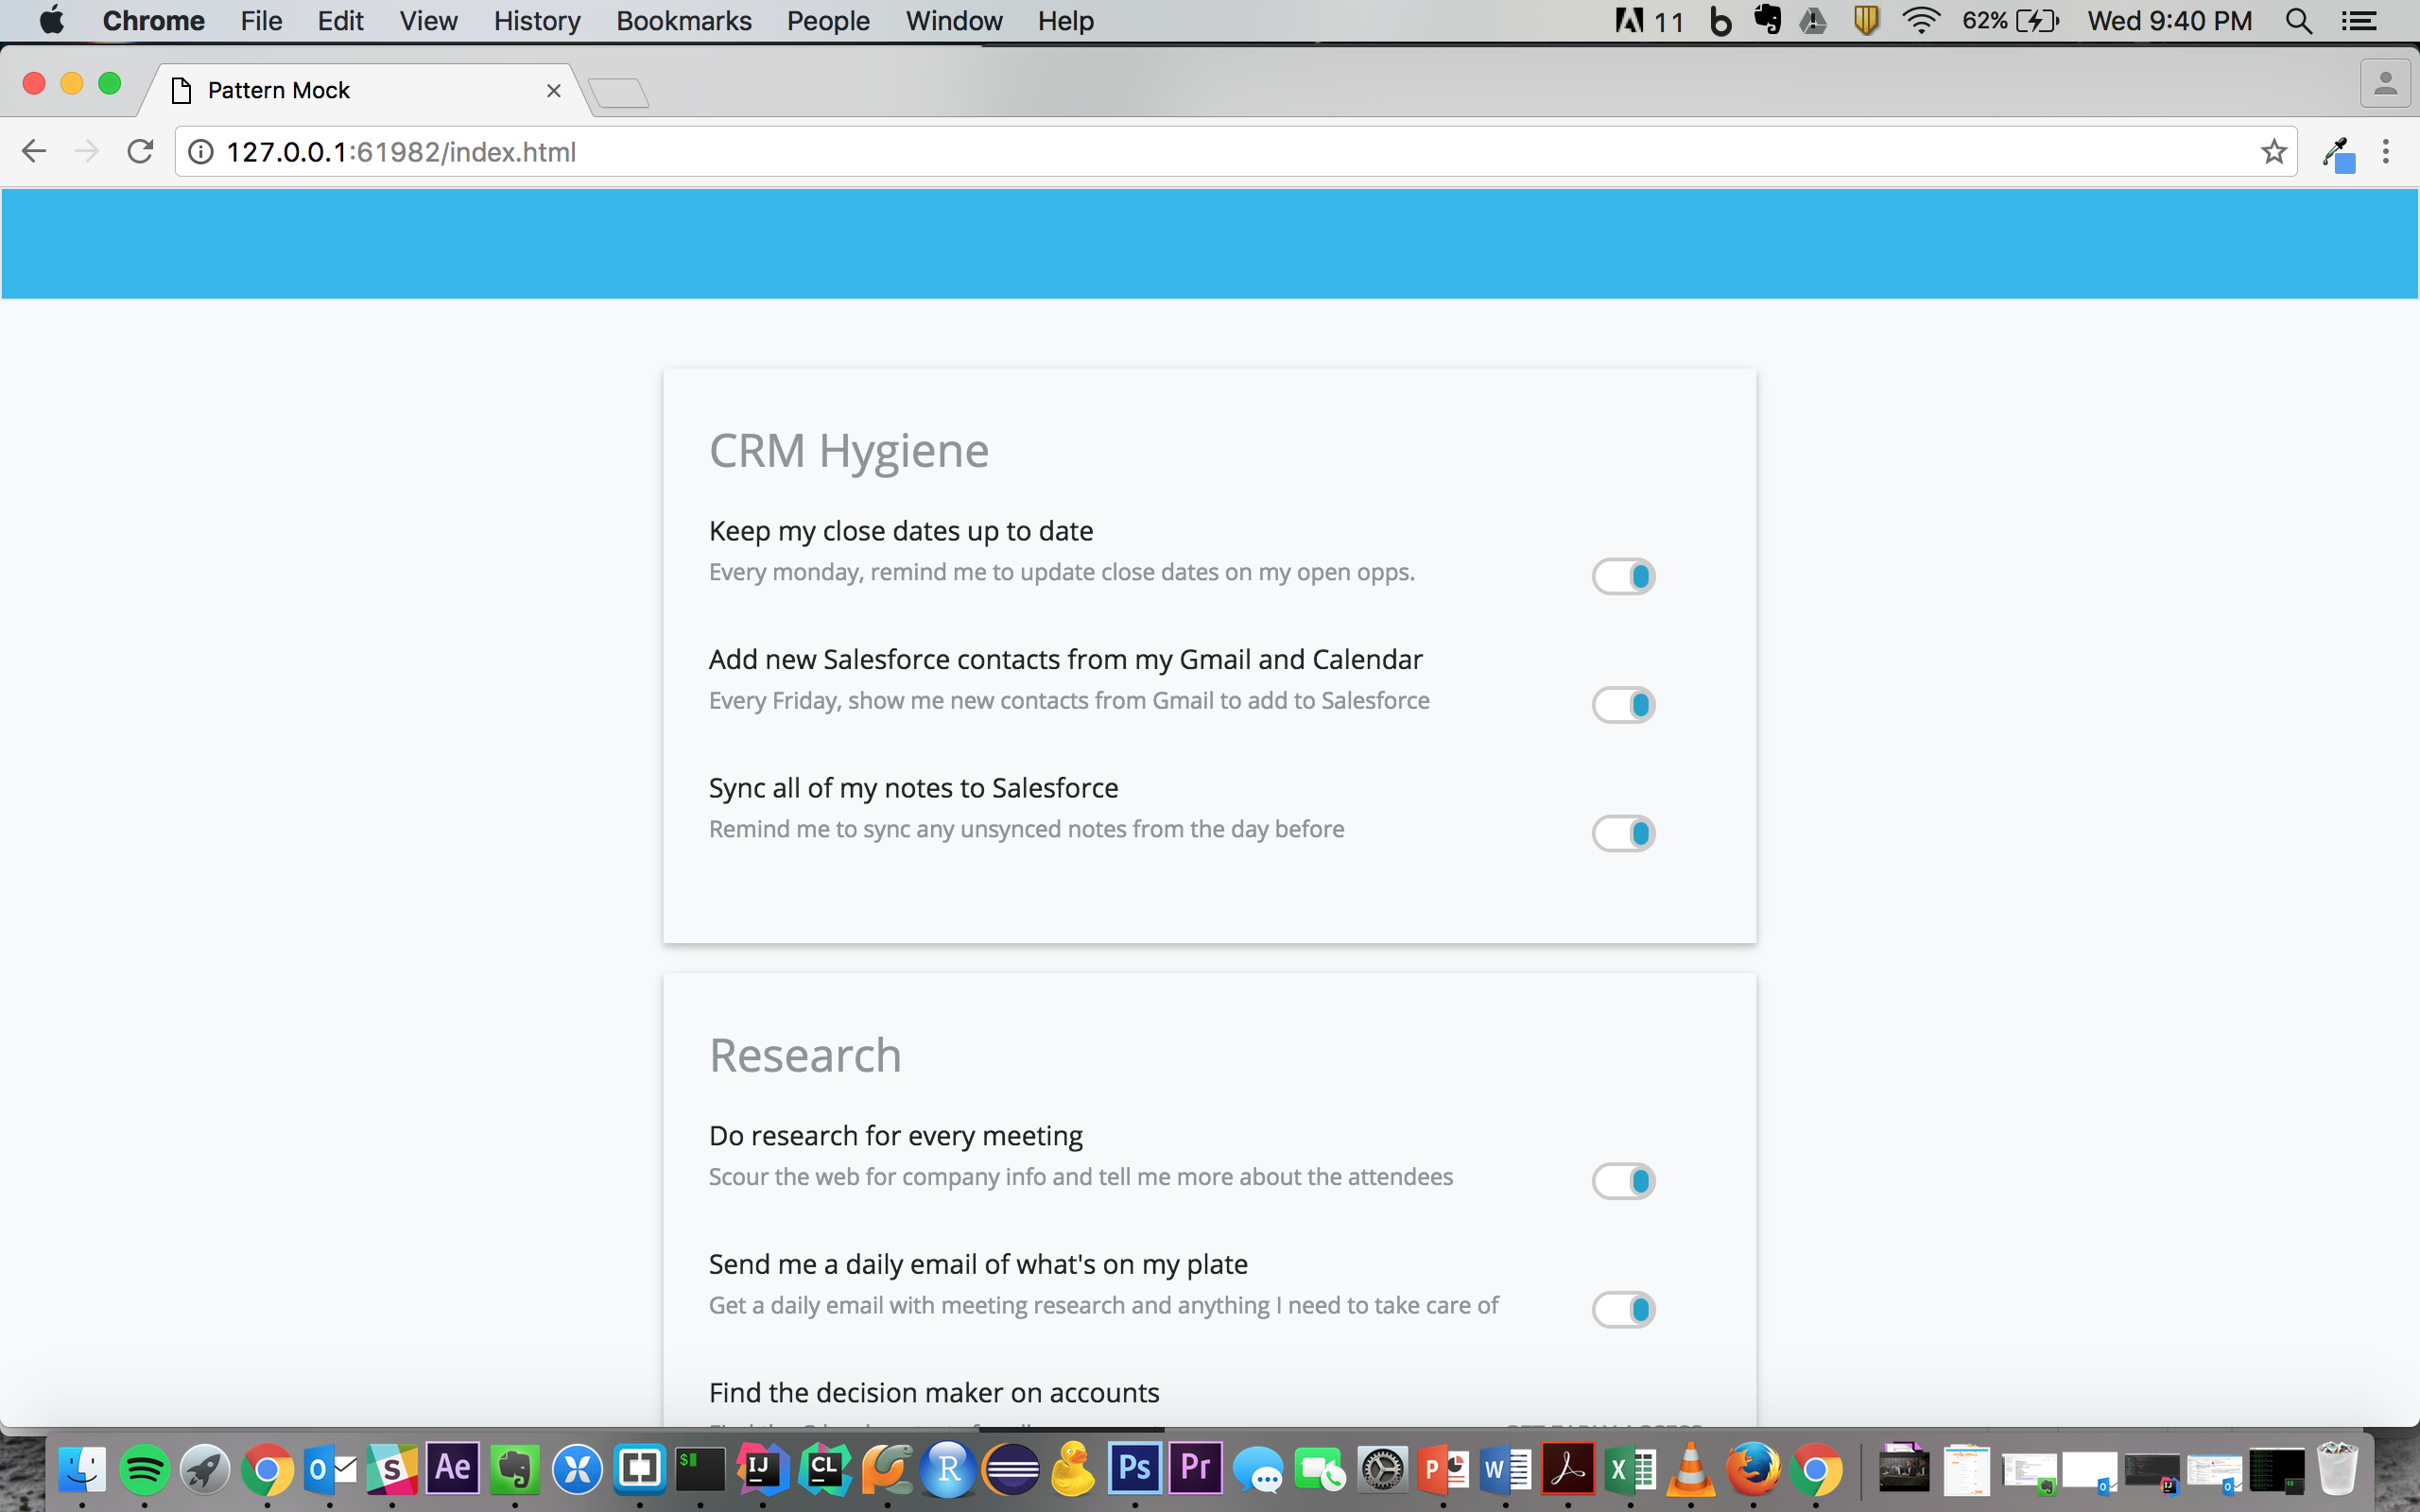 Chrome File Edit View History Bookmarks People Window Help 11 62% Wed 9:40 PM
Pattern Mock
127.0.0.1:61982/index.html
CRM Hygiene
Keep my close dates up to date
Every monday, remind me to update close dates on my open opps.
Add new Salesforce contacts from my Gmail and Calendar
Every Friday, show me new contacts from Gmail to add to Salesforce
Sync all of my notes to Salesforce
Remind me to sync any unsynced notes from the day before
Research
Do research for every meeting
Scour the web for company info and tell me more about the attendees
Send me a daily email of what's on my plate
Get a daily email with meeting research and anything I need to take care of
Find the decision maker on accounts
Ae $ IJ CL R Ps Pr P W X